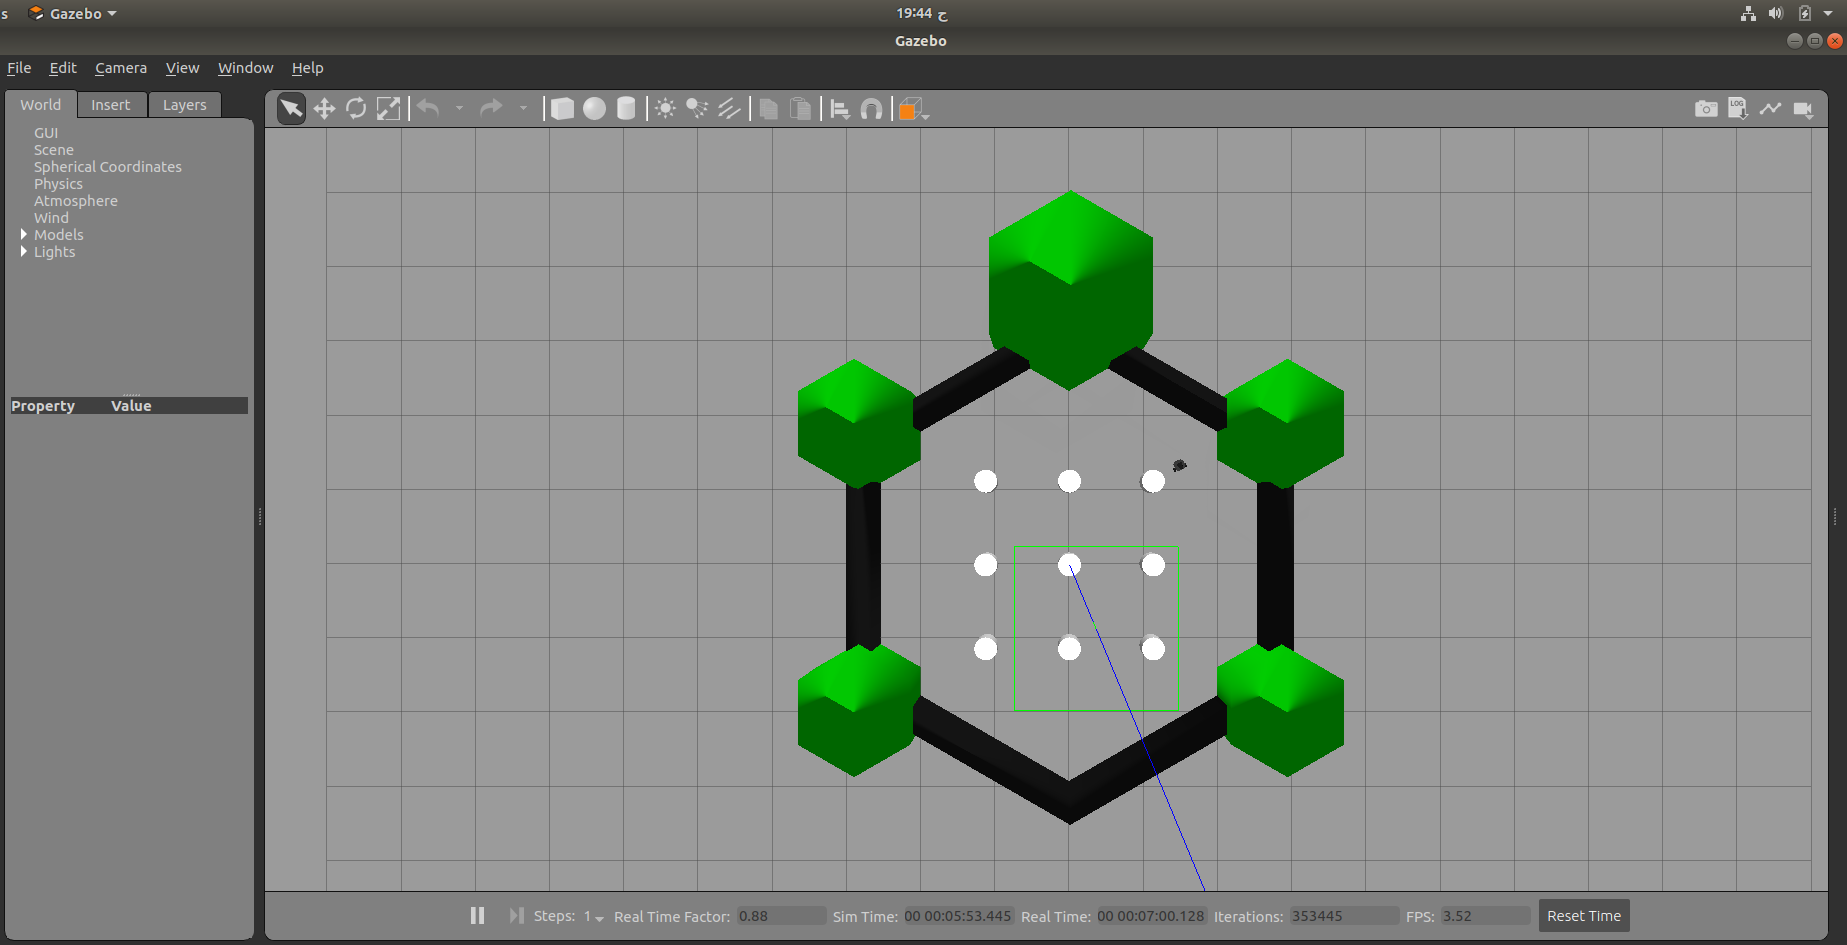 s Gazebo 19:44 ح
Gazebo
File Edit Camera View Window Help
World Insert Layers
LOG
GUI
Scene
Spherical Coordinates
Physics
Atmosphere
Wind
Models
Lights
Property Value
Steps: 1 Real Time Factor: 0.88 Sim Time: 00 00:05:53.445 Real Time: 00 00:07:00.128 Iterations: 353445 FPS: 3.52 Reset Time